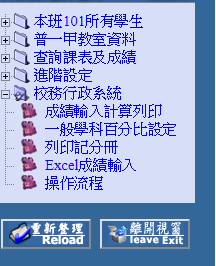 本班101所有學生
普一甲教室資料
查詢課表及成績
進階設定
校務行政系統
成績輸入計算列印
一般學科百分比設定
列印記分冊
Excel成績輸入
操作流程
重新整理
Reload
離開視窗
leave Exit